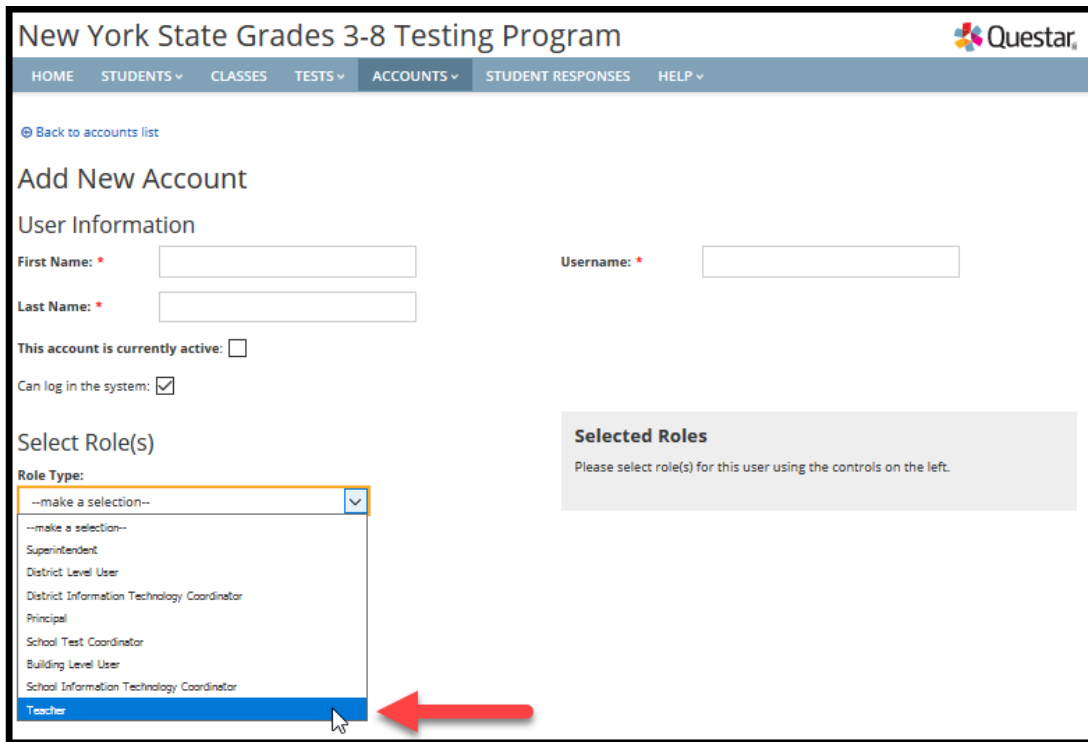 New York State Grades 3-8 Testing Program
Questar
HOME STUDENTS CLASSES TESTS ACCOUNTS STUDENT RESPONSES HELP
Back to accounts list
Add New Account
User Information
First Name: *
Username: *
Last Name: *
This account is currently active:
Can log in the system:
Select Role(s)
Role Type:
--make a selection--
--make a selection--
Superintendent
District Level User
District Information Technology Coordinator
Principal
School Test Coordinator
Building Level User
School Information Technology Coordinator
Teacher
Selected Roles
Please select role(s) for this user using the controls on the left.